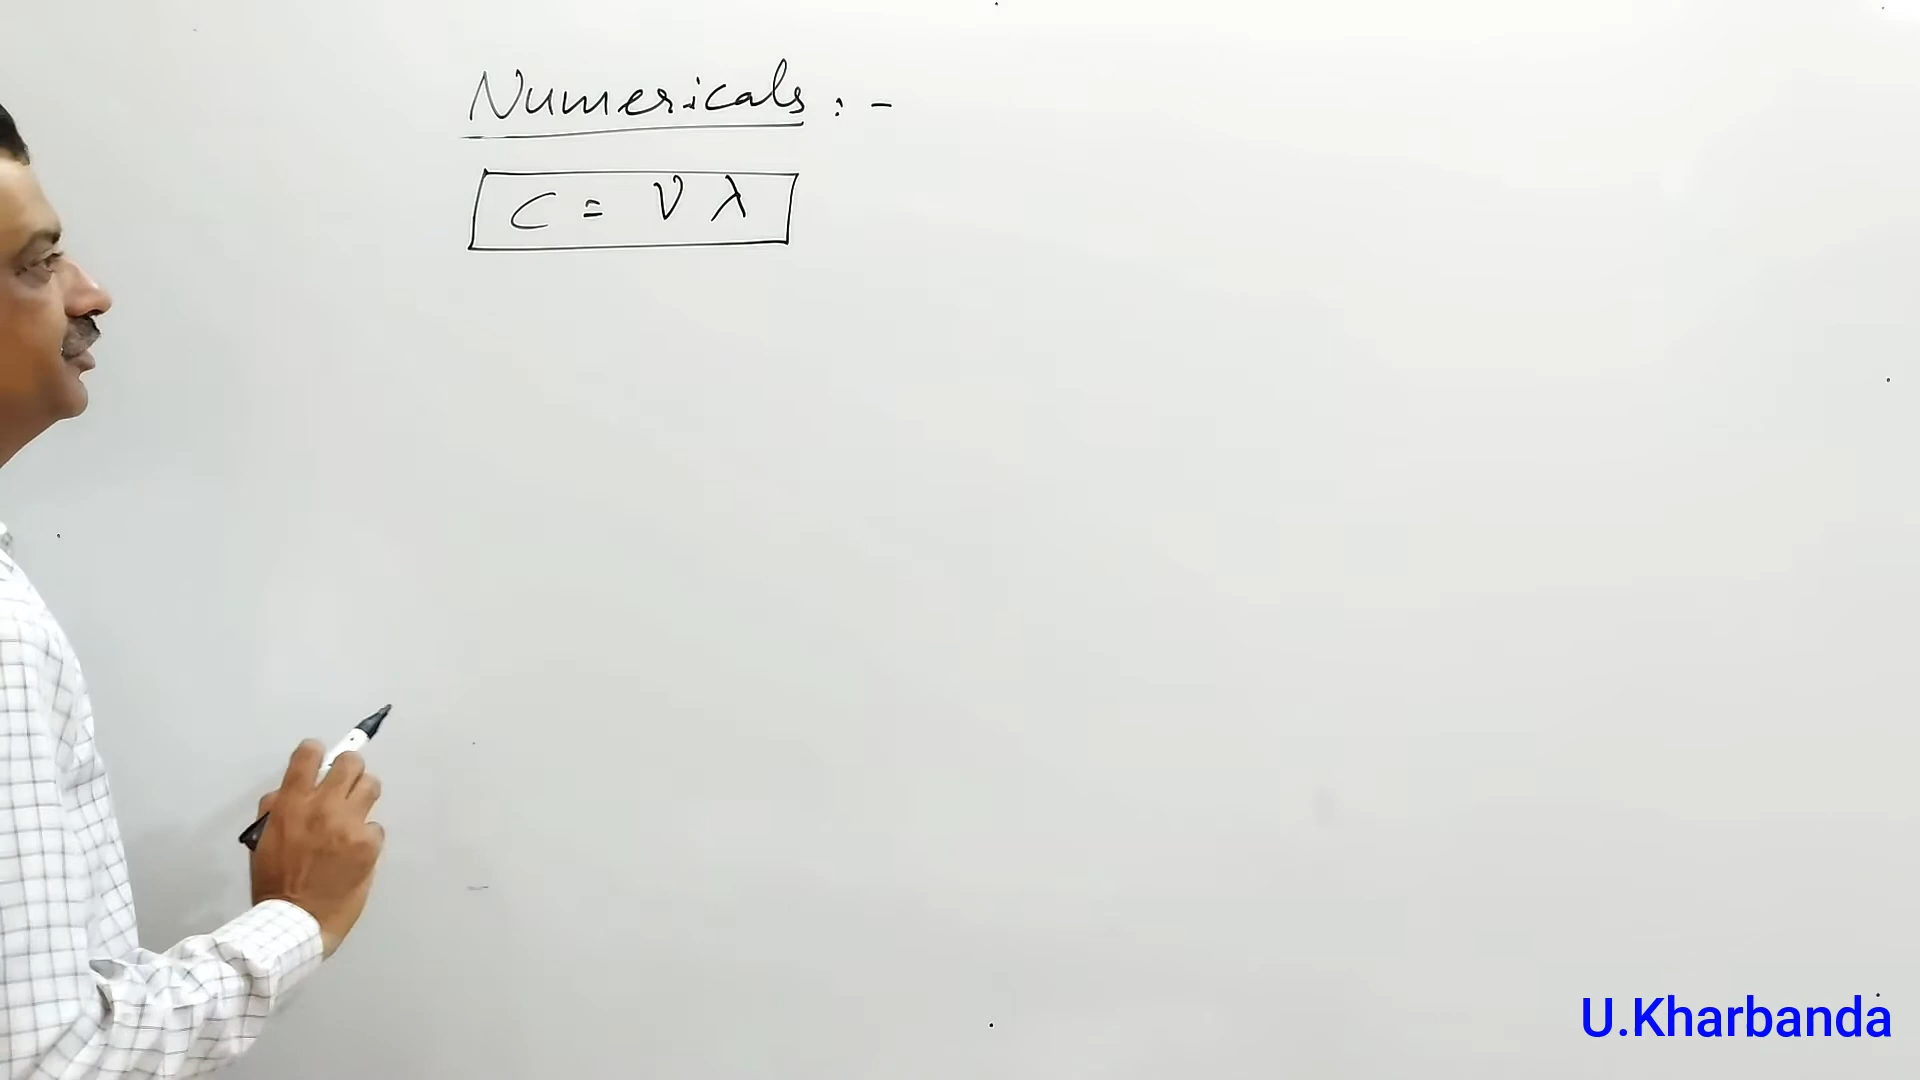 Numericals : -
C = ν λ
U.Kharbanda